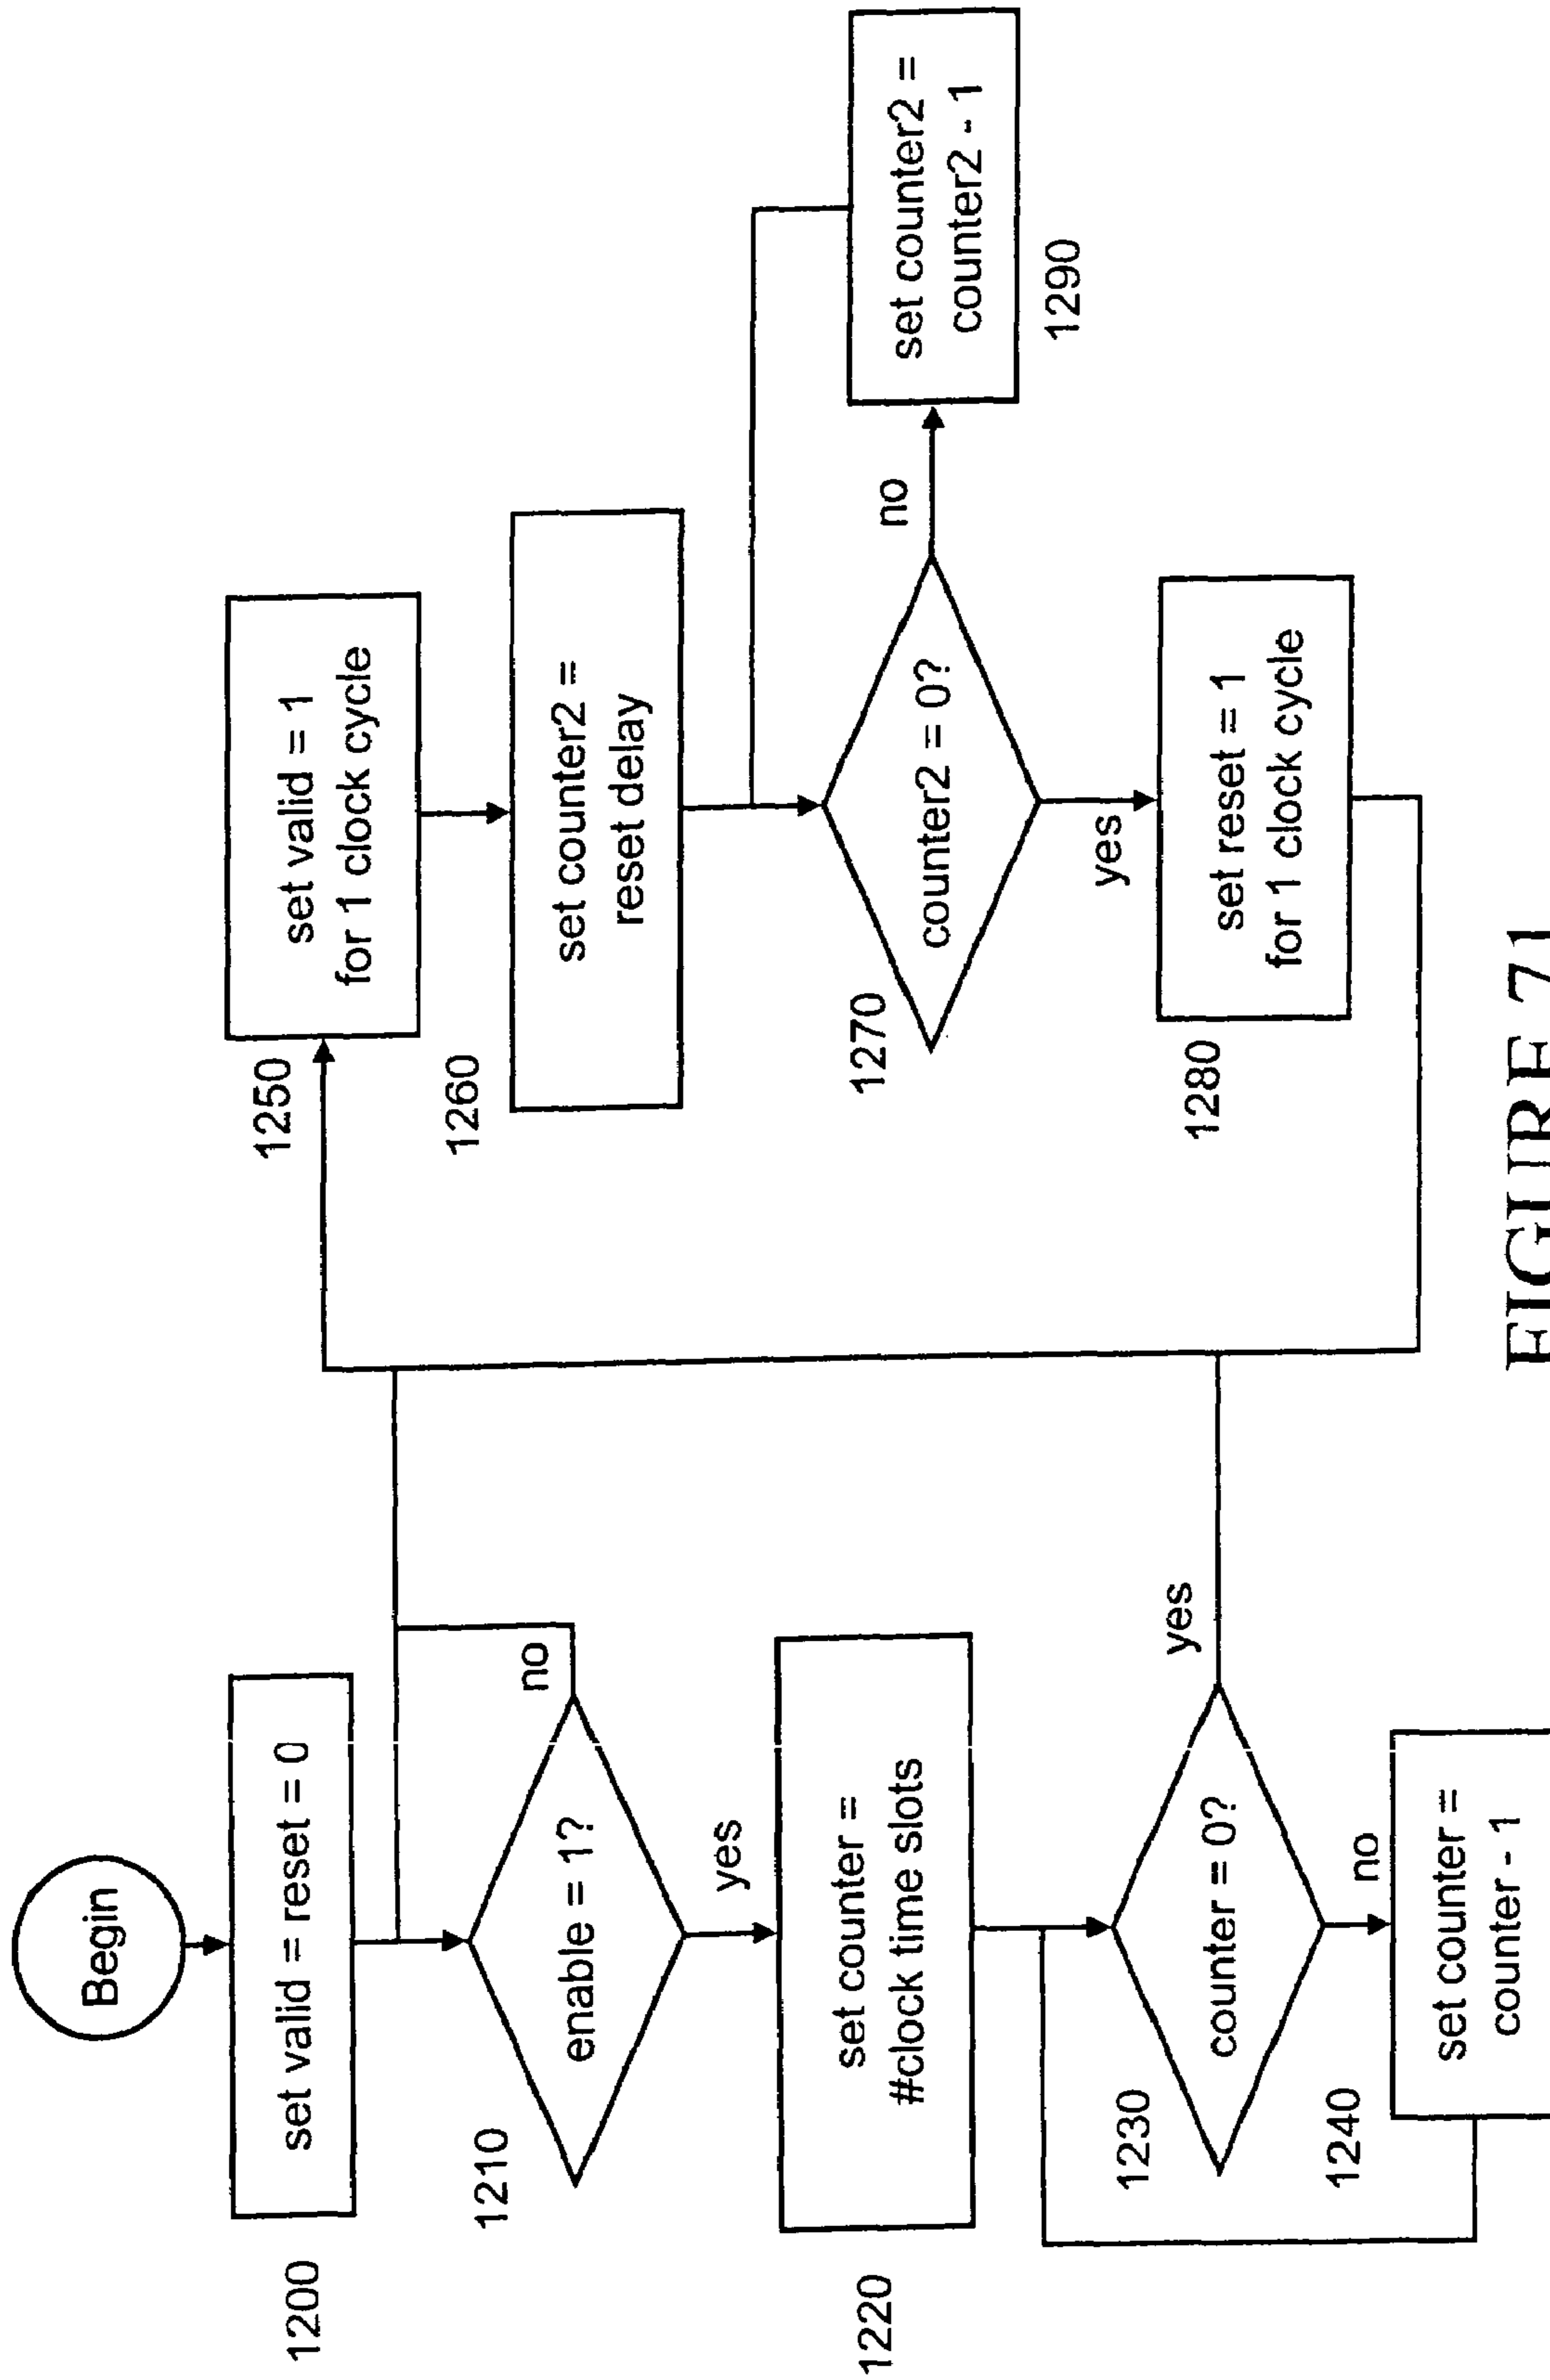 Begin
1200
set valid = reset = 0
1210
enable = 1?
no
yes
1220
set counter =
#clock time slots
1230
counter = 0?
yes
no
1240
set counter =
counter - 1
1250
set valid = 1
for 1 clock cycle
1260
set counter2 =
reset delay
1270
counter2 = 0?
no
yes
set counter2 =
counter2 - 1
1290
1280
set reset = 1
for 1 clock cycle
FIGURE 71